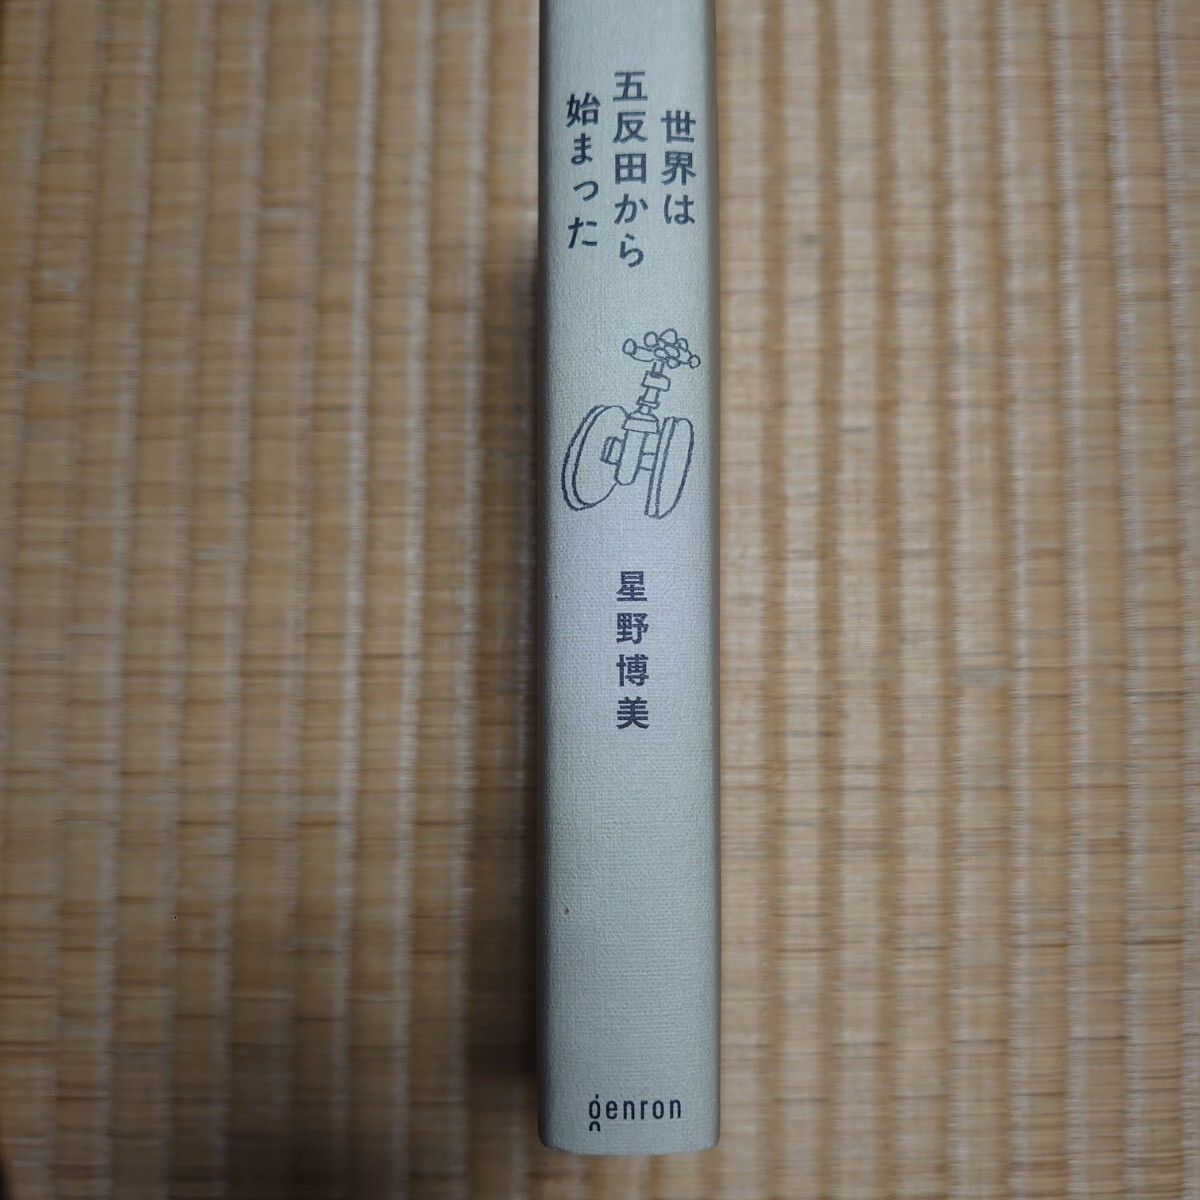 世界は
五反田から
始まった
星野博美
genron